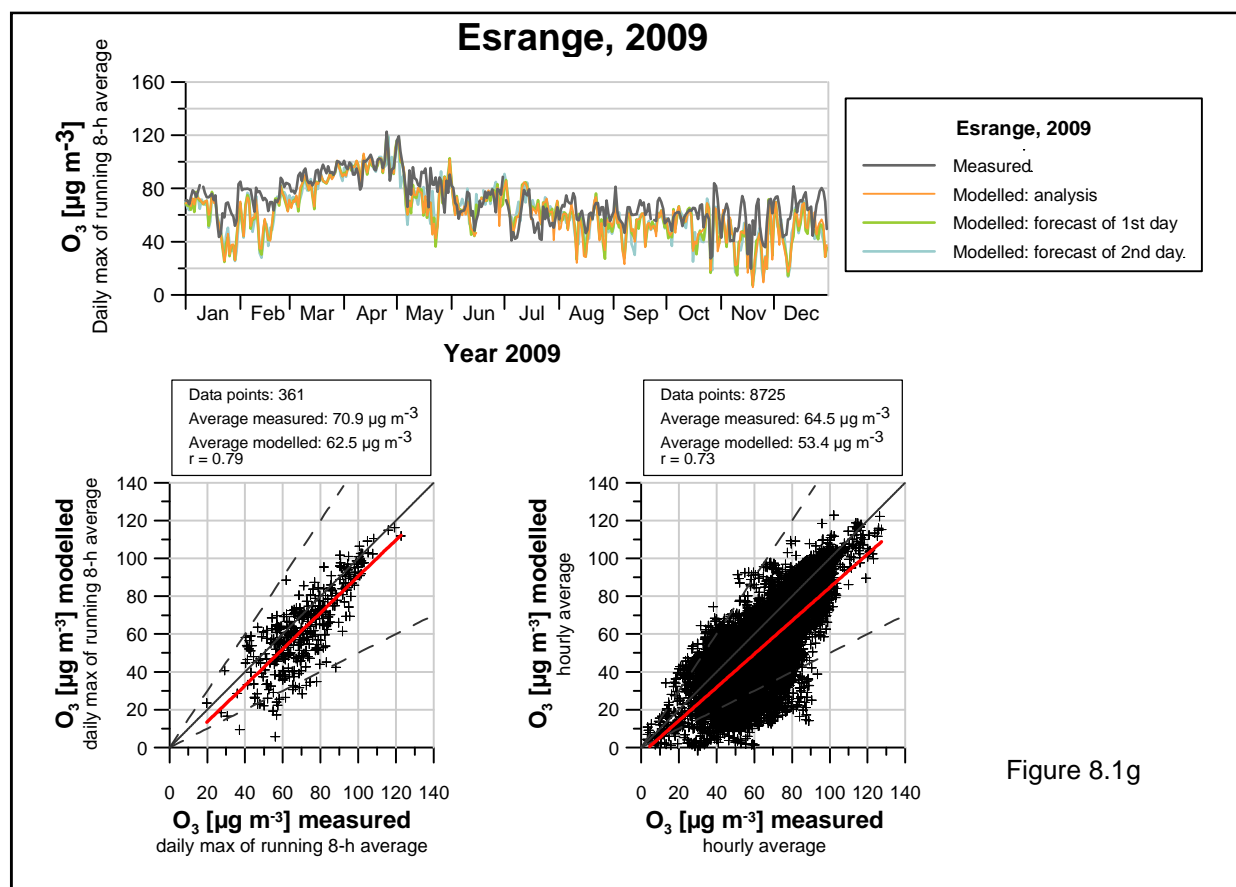 Esrange, 2009
O3 [µg m-3]
Daily max of running 8-h average
160
120
80
40
0
Jan Feb Mar Apr May Jun Jul Aug Sep Oct Nov Dec
Year 2009
Esrange, 2009
Measured.
Modelled: analysis
Modelled: forecast of 1st day
Modelled: forecast of 2nd day.
Data points: 361
Average measured: 70.9 µg m-3
Average modelled: 62.5 µg m-3
r = 0.79
O3 [µg m-3] modelled
daily max of running 8-h average
140
120
100
80
60
40
20
0
0 20 40 60 80 100 120 140
O3 [µg m-3] measured
daily max of running 8-h average
Data points: 8725
Average measured: 64.5 µg m-3
Average modelled: 53.4 µg m-3
r = 0.73
O3 [µg m-3] modelled
hourly average
140
120
100
80
60
40
20
0
0 20 40 60 80 100 120 140
O3 [µg m-3] measured
hourly average
Figure 8.1g